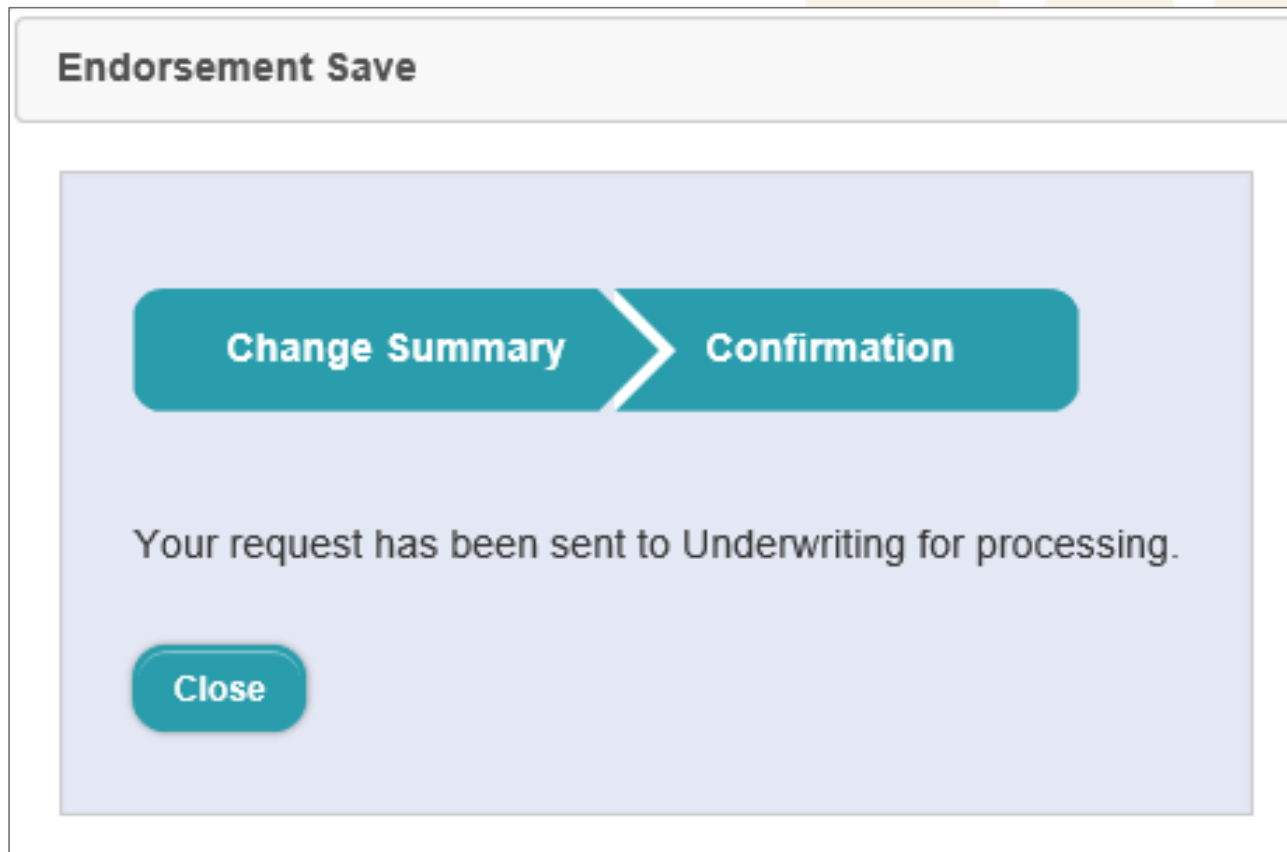 Endorsement Save
Change Summary
Confirmation
Your request has been sent to Underwriting for processing.
Close